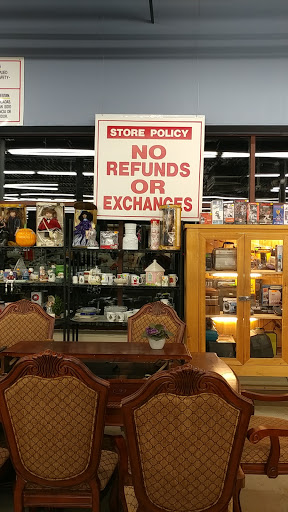 STORE POLICY
NO
REFUNDS
OR
EXCHANGES